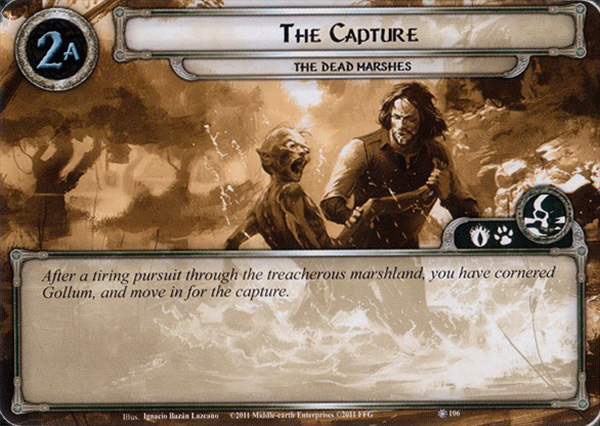 2A
THE CAPTURE
THE DEAD MARSHES
After a tiring pursuit through the treacherous marshland, you have cornered
Gollum, and move in for the capture.
Illus. Ignacio Bazán Lazcano ©2011 Middle-earth Enterprises ©2011 FFG 106